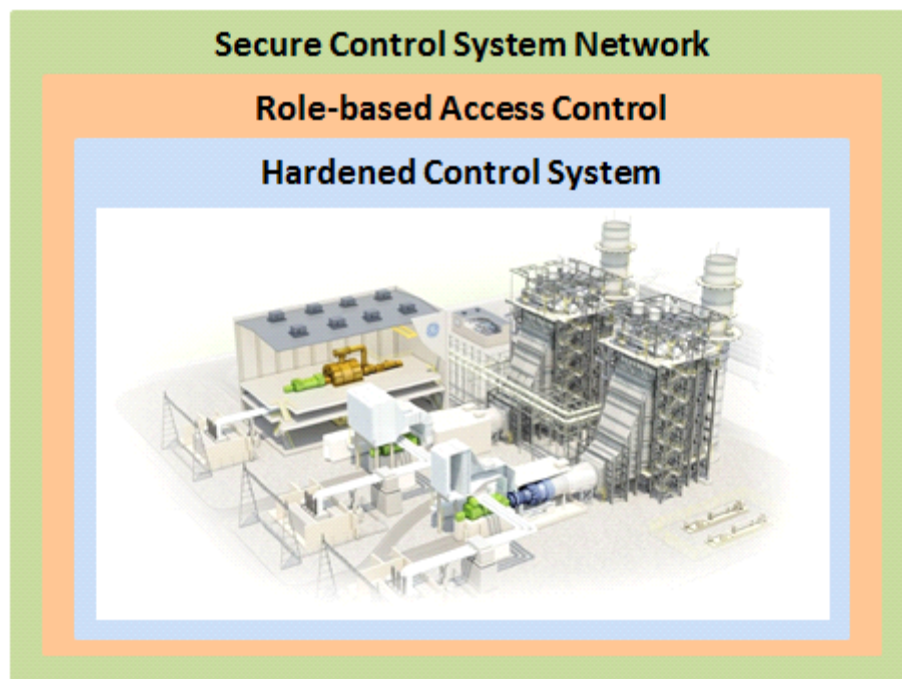 Secure Control System Network
Role-based Access Control
Hardened Control System